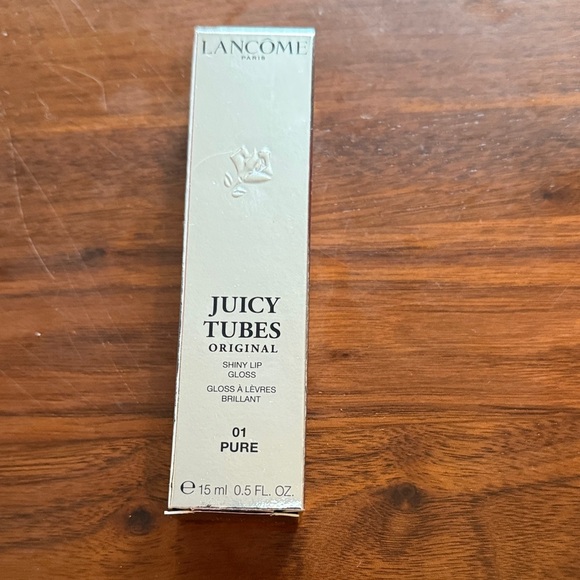 LANCÔME
PARIS
JUICY
TUBES
ORIGINAL
SHINY LIP
GLOSS
GLOSS À LÈVRES
BRILLANT
01
PURE
℮ 15 ml 0.5 FL. OZ.